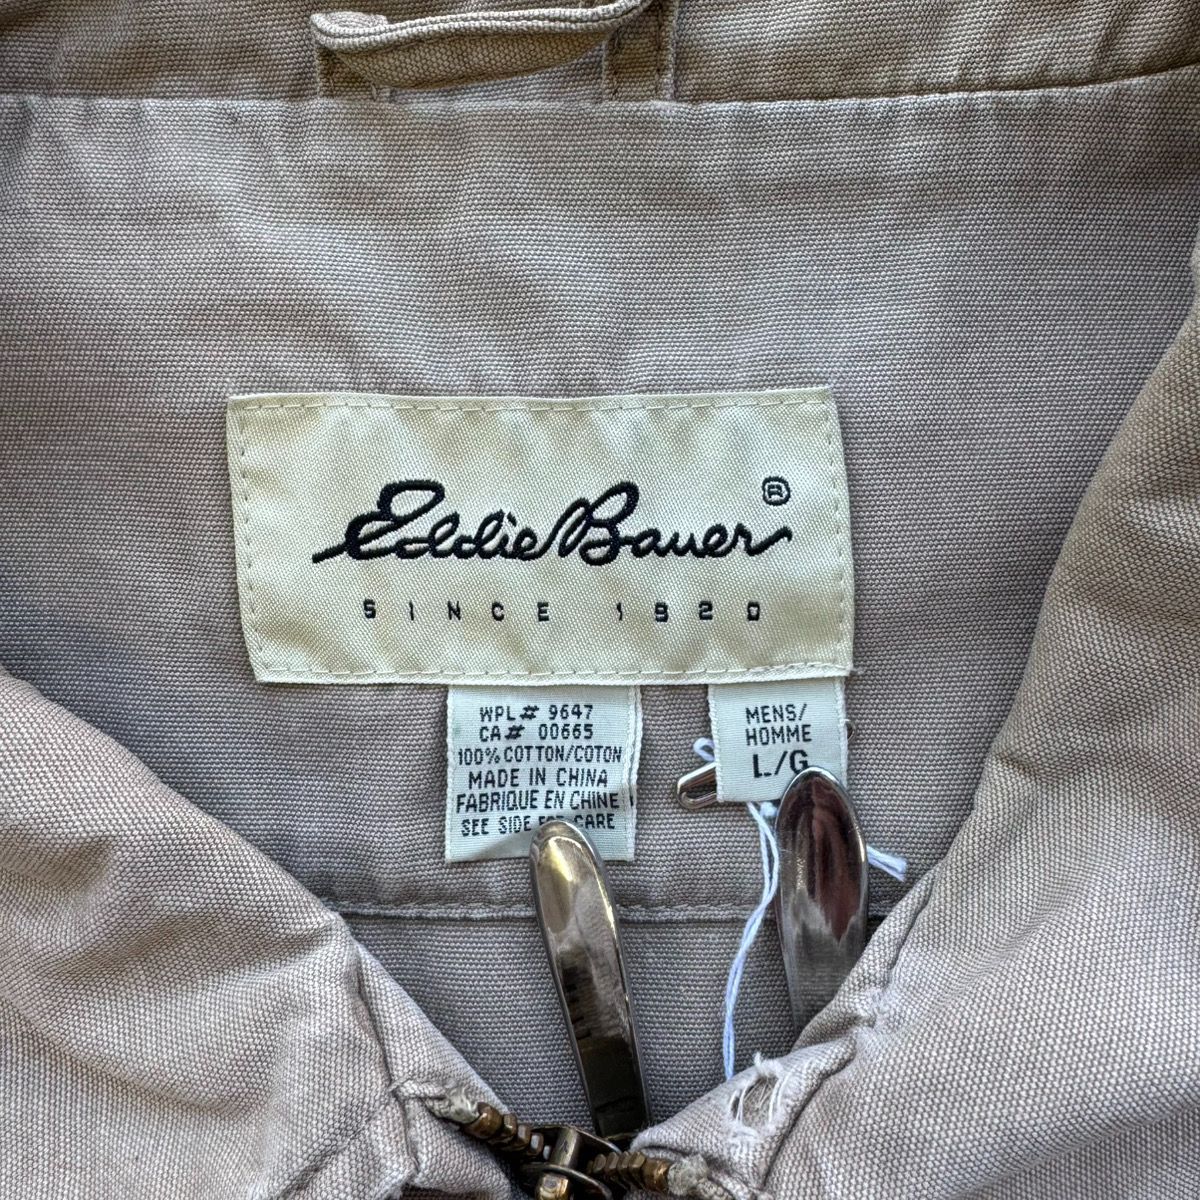 Eddie Bauer®
SINCE 1920
WPL# 9647
CA# 00665
100% COTTON/COTON
MADE IN CHINA
FABRIQUE EN CHINE
SEE SIDE FOR CARE
MENS/
HOMME
L/G